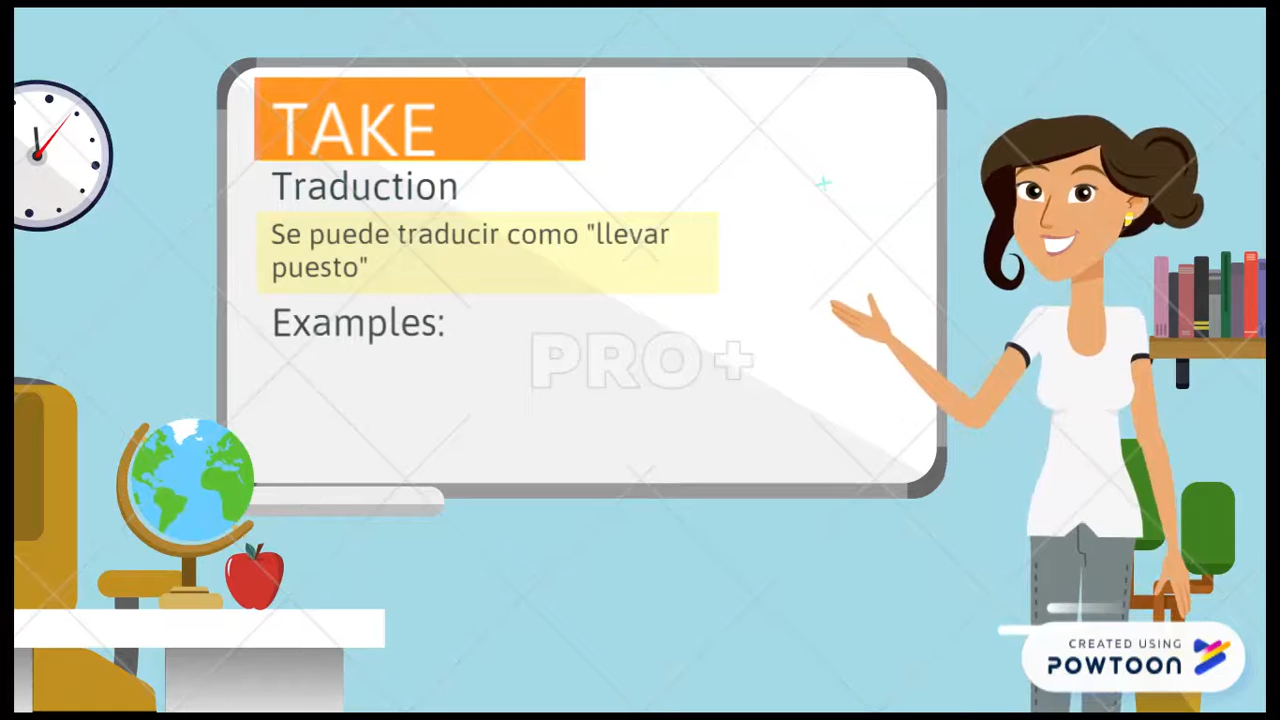 TAKE
Traduction
Se puede traducir como "llevar
puesto"
Examples:
PRO+
CREATED USING
POWTOON